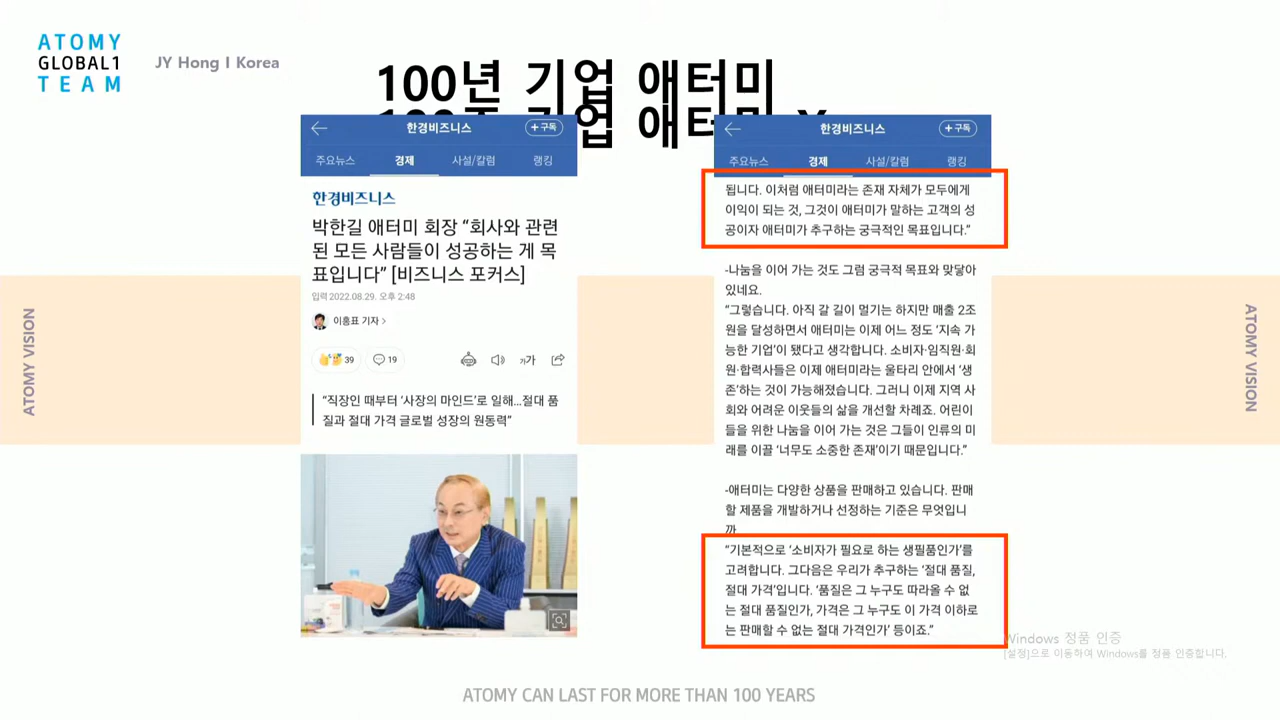 ATOMY
GLOBAL1
TEAM
JY Hong I Korea
100년 기업 애터미
기업 애터미
한경비즈니스
+ 구독
주요뉴스
경제
사설/칼럼
랭킹
한경비즈니스
박한길 애터미 회장 “회사와 관련
된 모든 사람들이 성공하는 게 목
표입니다” [비즈니스 포커스]
입력 2022.08.29. 오후 2:48
이홍표 기자 >
39
19
가가
“직장인 때부터 ‘사장의 마인드’로 일해…절대 품
질과 절대 가격 글로벌 성장의 원동력”
한경비즈니스
+ 구독
주요뉴스
경제
사설/칼럼
랭킹
됩니다. 이처럼 애터미라는 존재 자체가 모두에게
이익이 되는 것, 그것이 애터미가 말하는 고객의 성
공이자 애터미가 추구하는 궁극적인 목표입니다.”
-나눔을 이어 가는 것도 그럼 궁극적 목표와 맞닿아
있네요.
“그렇습니다. 아직 갈 길이 멀기는 하지만 매출 2조
원을 달성하면서 애터미는 이제 어느 정도 ‘지속 가
능한 기업’이 됐다고 생각합니다. 소비자·임직원·회
원·합력사들은 이제 애터미라는 울타리 안에서 ‘생
존’하는 것이 가능해졌습니다. 그러니 이제 지역 사
회와 어려운 이웃들의 삶을 개선할 차례죠. 어린이
들을 위한 나눔을 이어 가는 것은 그들이 인류의 미
래를 이끌 ‘너무도 소중한 존재’이기 때문입니다.”
-애터미는 다양한 상품을 판매하고 있습니다. 판매
할 제품을 개발하거나 선정하는 기준은 무엇입니
까.
“기본적으로 ‘소비자가 필요로 하는 생필품인가’를
고려합니다. 그다음은 우리가 추구하는 ‘절대 품질,
절대 가격’입니다. ‘품질은 그 누구도 따라올 수 없
는 절대 품질인가, 가격은 그 누구도 이 가격 이하로
는 판매할 수 없는 절대 가격인가’ 등이죠.”
ATOMY VISION
ATOMY VISION
Windows 정품 인증
[설정]으로 이동하여 Windows를 정품 인증합니다.
ATOMY CAN LAST FOR MORE THAN 100 YEARS